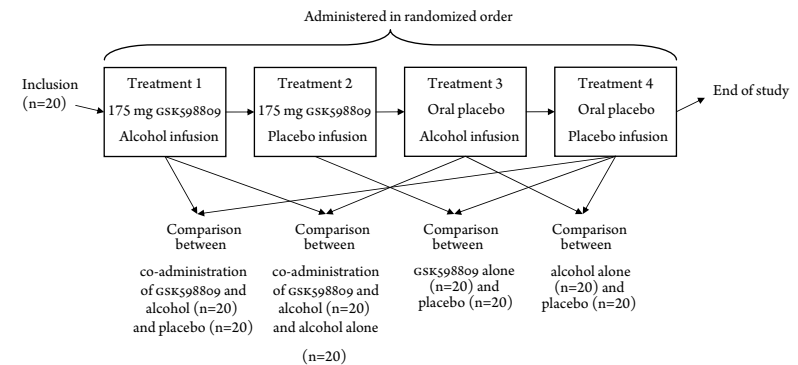 Administered in randomized order
Inclusion
(n=20)
Treatment 1
175 mg GSK598809
Alcohol infusion
Treatment 2
175 mg GSK598809
Placebo infusion
Treatment 3
Oral placebo
Alcohol infusion
Treatment 4
Oral placebo
Placebo infusion
End of study
Comparison
between
co-administration
of GSK598809 and
alcohol (n=20)
and placebo (n=20)
Comparison
between
co-administration
of GSK598809 and
alcohol (n=20)
and alcohol alone
(n=20)
Comparison
between
GSK598809 alone
(n=20) and
placebo (n=20)
Comparison
between
alcohol alone
(n=20) and
placebo (n=20)